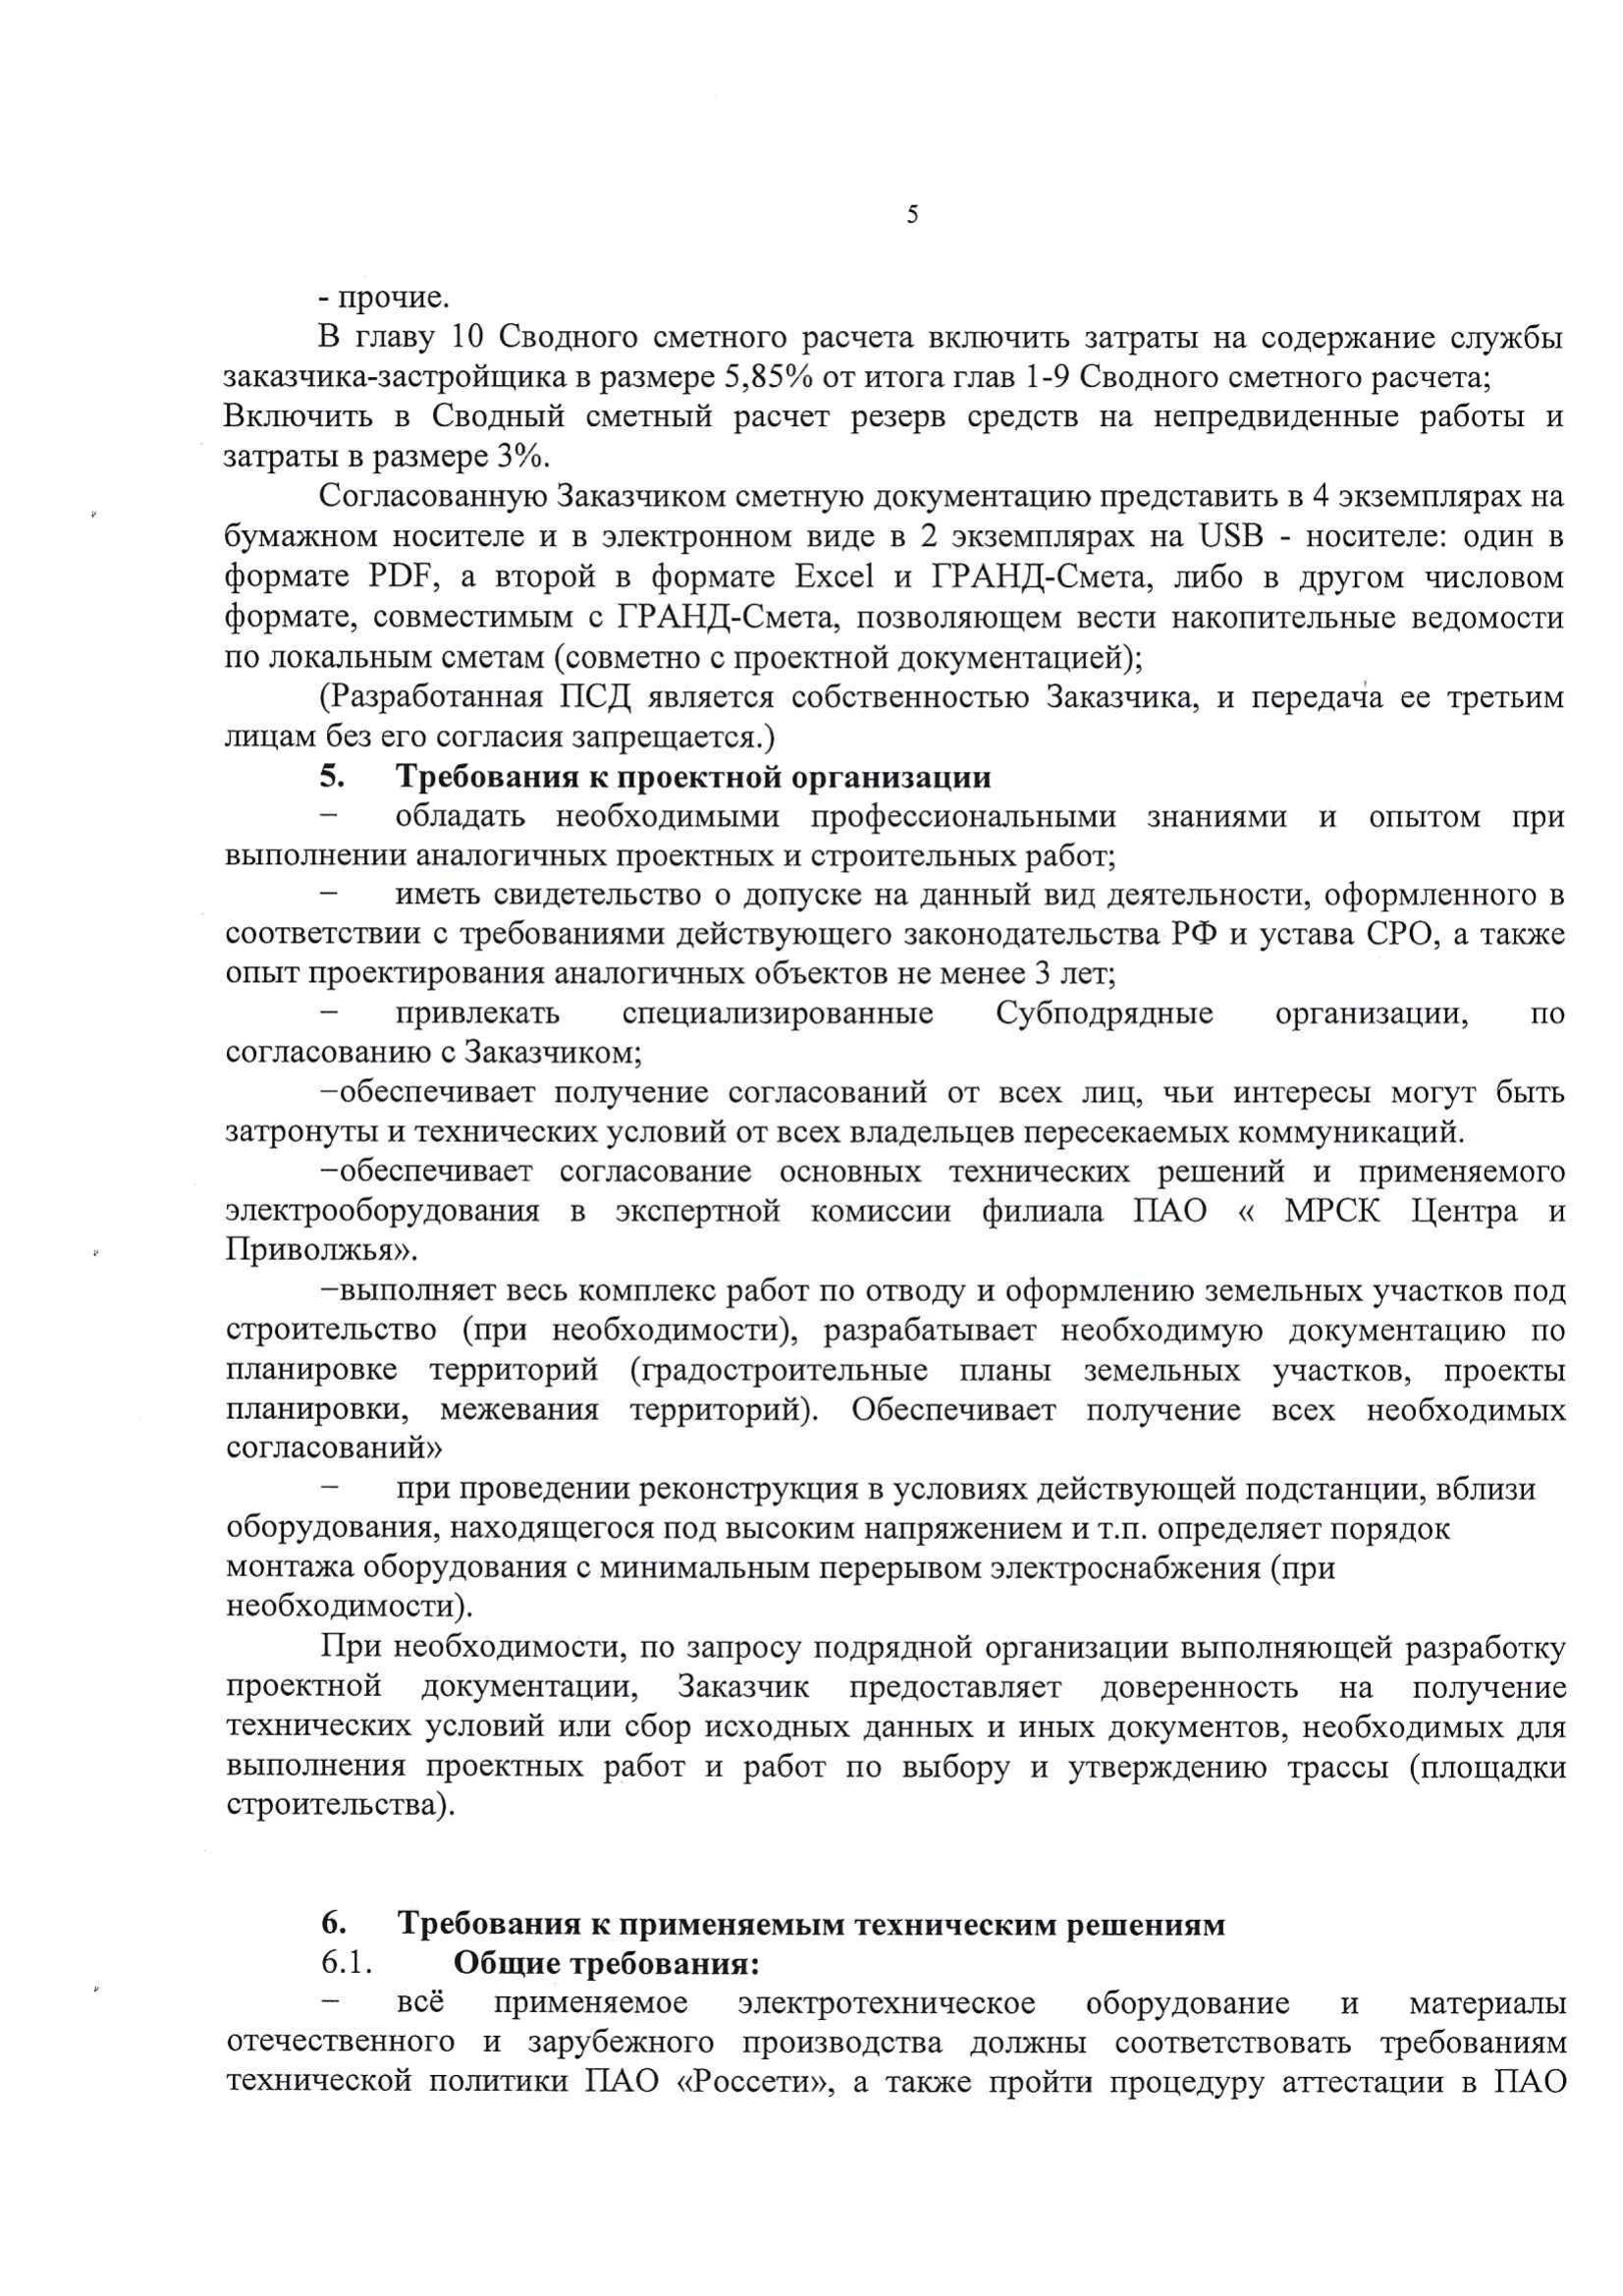 5
- прочие.
В главу 10 Сводного сметного расчета включить затраты на содержание службы
заказчика-застройщика в размере 5,85% от итога глав 1-9 Сводного сметного расчета;
Включить в Сводный сметный расчет резерв средств на непредвиденные работы и
затраты в размере 3%.
Согласованную Заказчиком сметную документацию представить в 4 экземплярах на
бумажном носителе и в электронном виде в 2 экземплярах на USB - носителе: один в
формате PDF, а второй в формате Excel и ГРАНД-Смета, либо в другом числовом
формате, совместимым с ГРАНД-Смета, позволяющем вести накопительные ведомости
по локальным сметам (совметно с проектной документацией);
(Разработанная ПСД является собственностью Заказчика, и передача ее третьим
лицам без его согласия запрещается.)
5. Требования к проектной организации
– обладать необходимыми профессиональными знаниями и опытом при
выполнении аналогичных проектных и строительных работ;
– иметь свидетельство о допуске на данный вид деятельности, оформленного в
соответствии с требованиями действующего законодательства РФ и устава СРО, а также
опыт проектирования аналогичных объектов не менее 3 лет;
– привлекать специализированные Субподрядные организации, по
согласованию с Заказчиком;
–обеспечивает получение согласований от всех лиц, чьи интересы могут быть
затронуты и технических условий от всех владельцев пересекаемых коммуникаций.
–обеспечивает согласование основных технических решений и применяемого
электрооборудования в экспертной комиссии филиала ПАО « МРСК Центра и
Приволжья».
–выполняет весь комплекс работ по отводу и оформлению земельных участков под
строительство (при необходимости), разрабатывает необходимую документацию по
планировке территорий (градостроительные планы земельных участков, проекты
планировки, межевания территорий). Обеспечивает получение всех необходимых
согласований»
– при проведении реконструкция в условиях действующей подстанции, вблизи
оборудования, находящегося под высоким напряжением и т.п. определяет порядок
монтажа оборудования с минимальным перерывом электроснабжения (при
необходимости).
При необходимости, по запросу подрядной организации выполняющей разработку
проектной документации, Заказчик предоставляет доверенность на получение
технических условий или сбор исходных данных и иных документов, необходимых для
выполнения проектных работ и работ по выбору и утверждению трассы (площадки
строительства).
6. Требования к применяемым техническим решениям
6.1. Общие требования:
– всё применяемое электротехническое оборудование и материалы
отечественного и зарубежного производства должны соответствовать требованиям
технической политики ПАО «Россети», а также пройти процедуру аттестации в ПАО